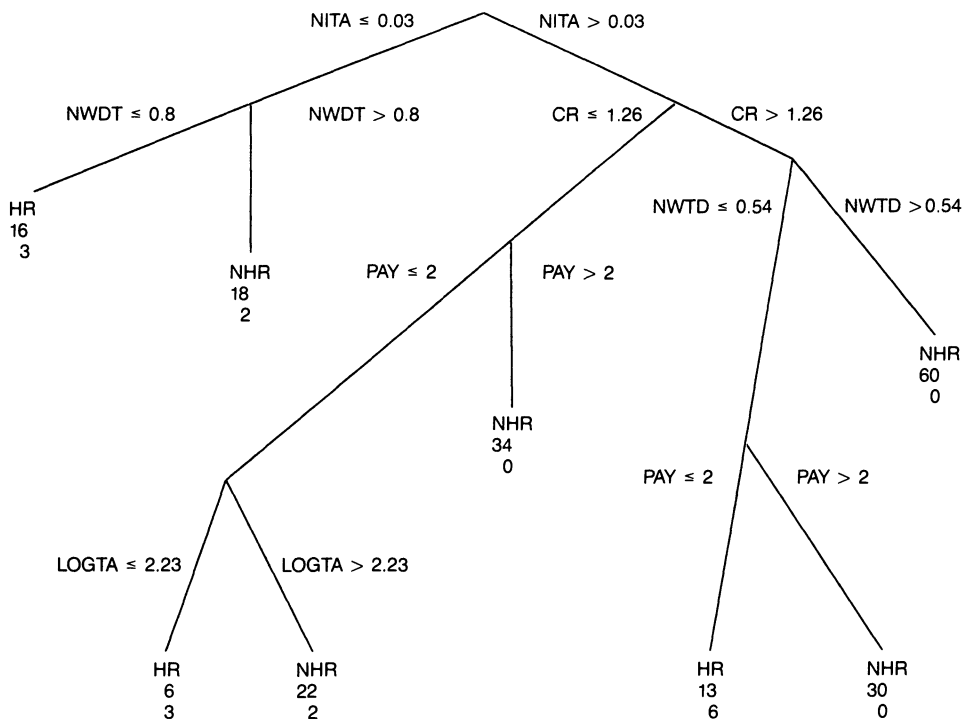 NITA ≤ 0.03
NITA > 0.03
NWDT ≤ 0.8
NWDT > 0.8
CR ≤ 1.26
CR > 1.26
HR
16
3
NHR
18
2
PAY ≤ 2
PAY > 2
NWTD ≤ 0.54
NWTD > 0.54
NHR
60
0
NHR
34
0
PAY ≤ 2
PAY > 2
LOGTA ≤ 2.23
LOGTA > 2.23
HR
6
3
NHR
22
2
HR
13
6
NHR
30
0